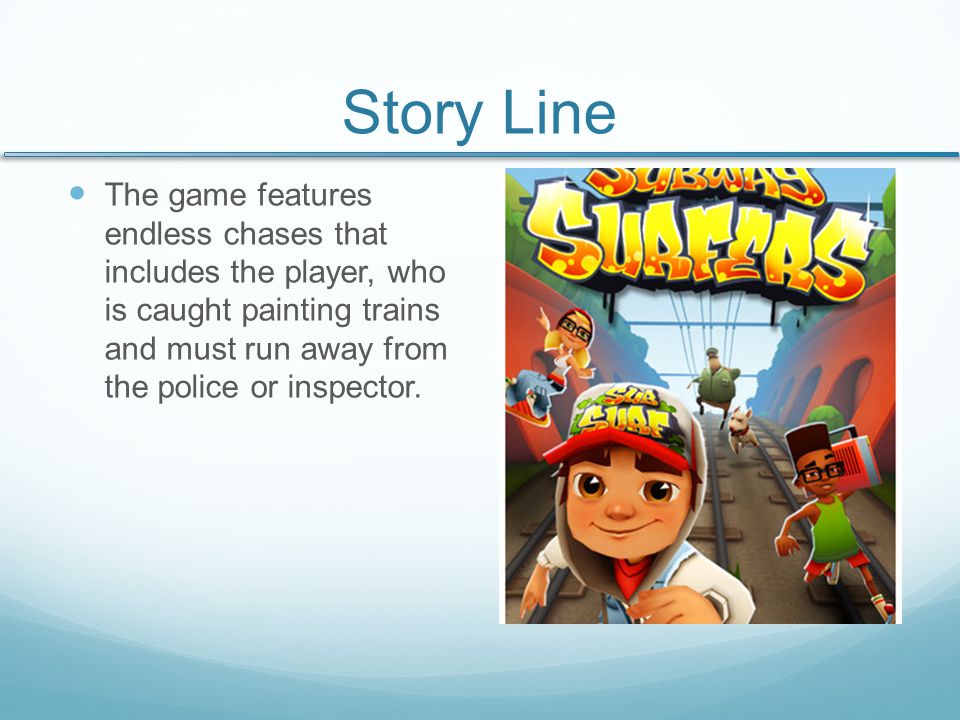 Story Line
The game features
endless chases that
includes the player, who
is caught painting trains
and must run away from
the police or inspector.
SUBWAY
SURFERS
SUB
SURF